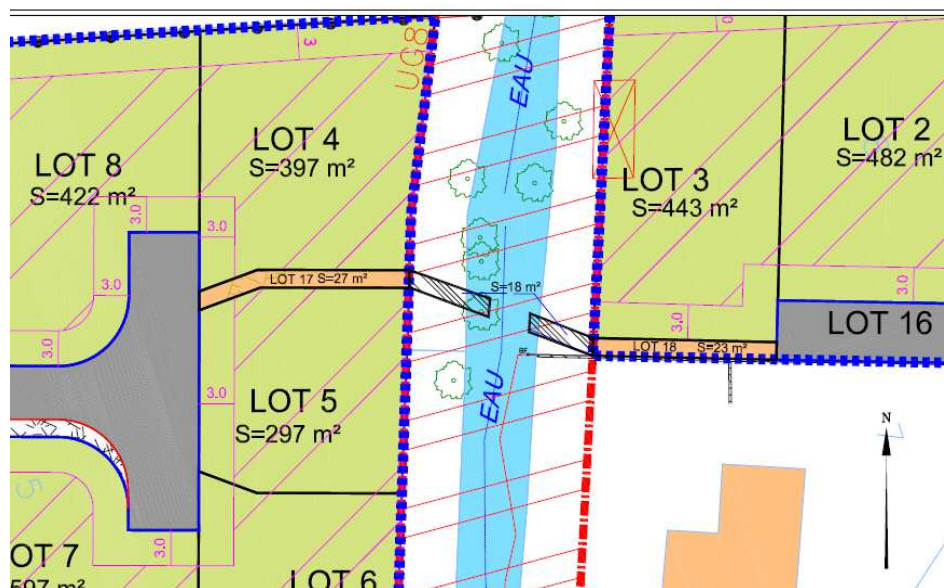 3
UG8
EAU
LOT 4
S=397 m²
LOT 8
S=422 m²
LOT 2
S=482 m²
LOT 3
S=443 m²
3.0
3.0
3.0
LOT 17 S=27 m²
S=18 m²
3.0
3.0
3.0
LOT 16
LOT 18 S=23 m²
EAU
3.0
LOT 5
S=297 m²
N
5
3.0
OT 7
597 m²
LOT 6